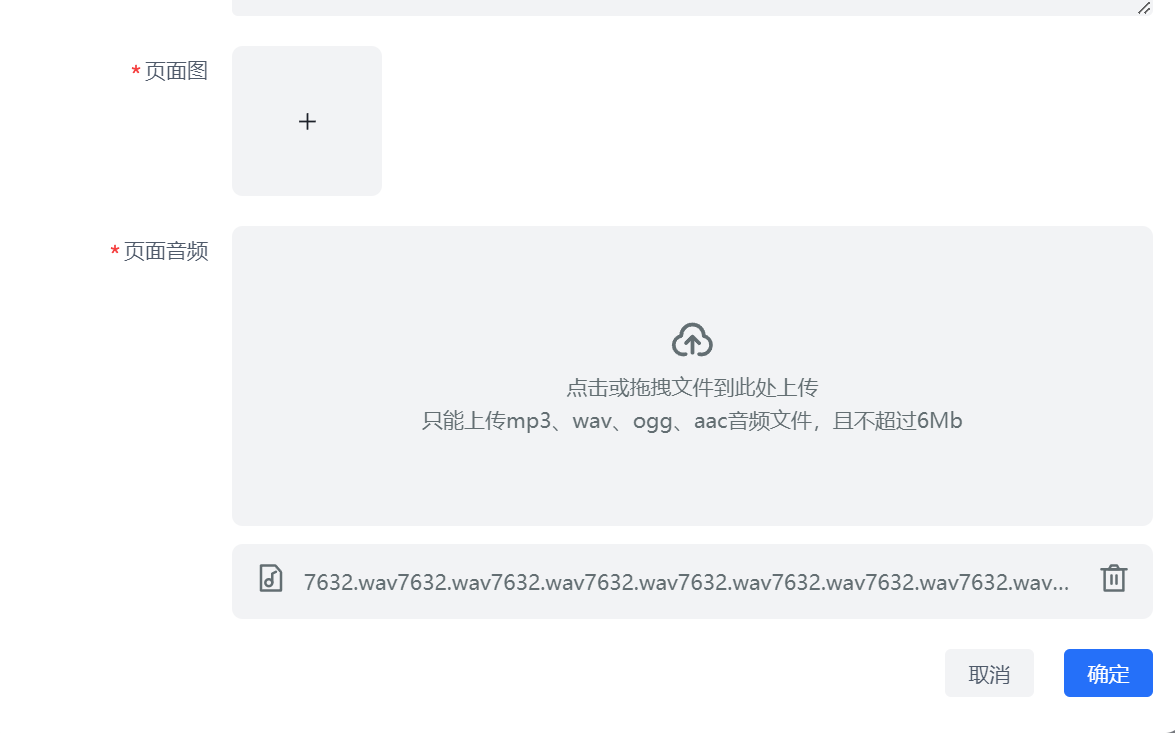 *页面图
*页面音频
点击或拖拽文件到此处上传
只能上传mp3、wav、ogg、aac音频文件，且不超过6Mb
7632.wav7632.wav7632.wav7632.wav7632.wav7632.wav7632.wav7632.wav...
取消
确定